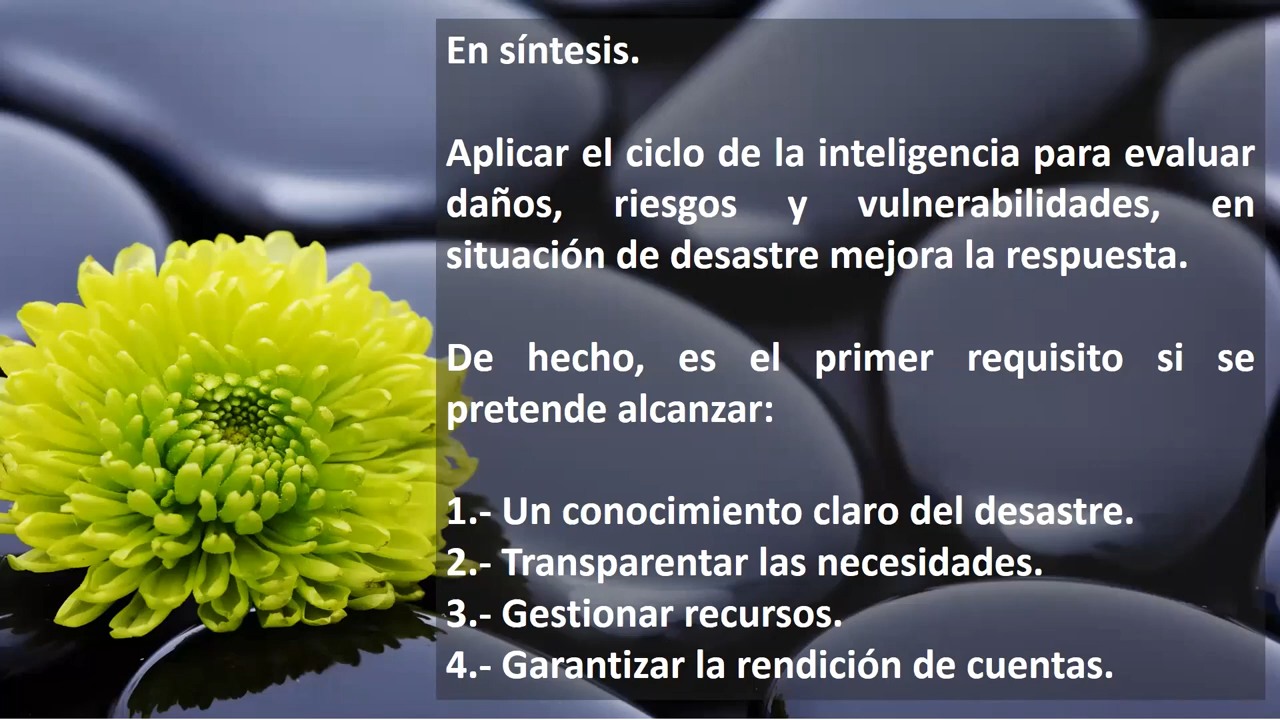 En síntesis.
Aplicar el ciclo de la inteligencia para evaluar
daños, riesgos y vulnerabilidades, en
situación de desastre mejora la respuesta.
De hecho, es el primer requisito si se
pretende alcanzar:
1.- Un conocimiento claro del desastre.
2.- Transparentar las necesidades.
3.- Gestionar recursos.
4.- Garantizar la rendición de cuentas.